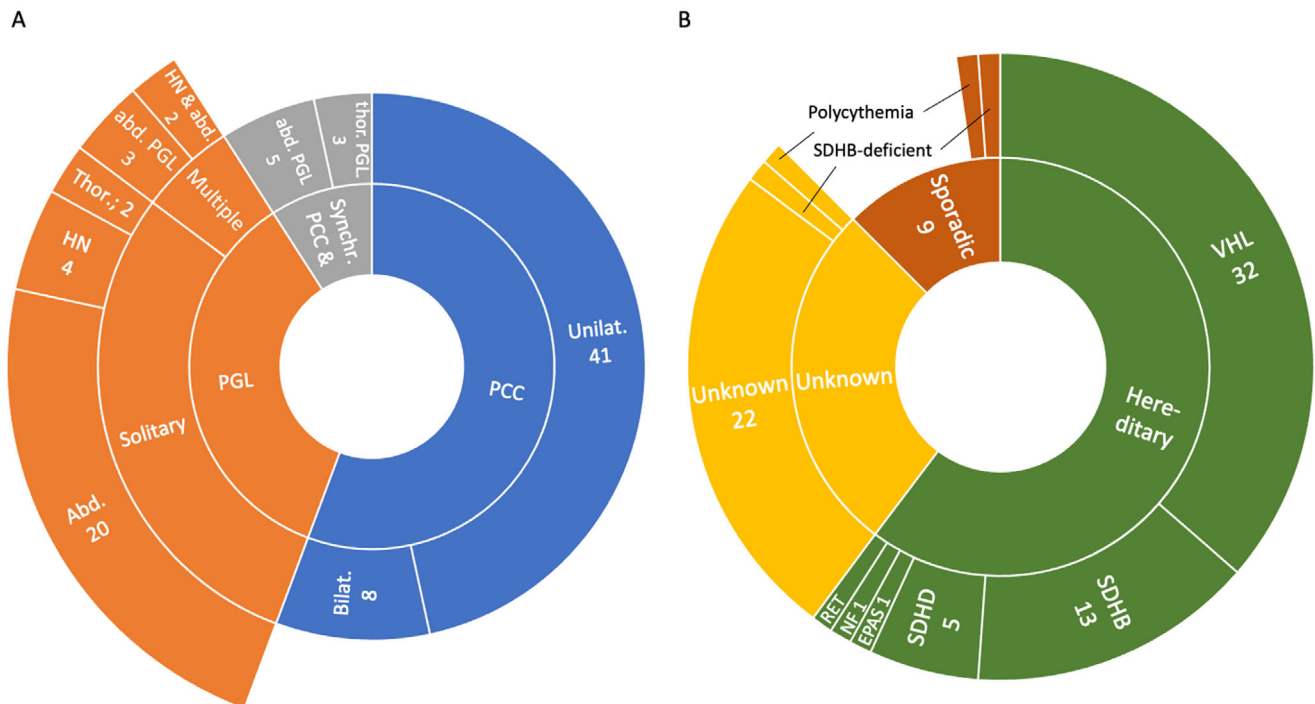 A
HN & abd.
2
abd. PGL
3
Thor.; 2
HN
4
Abd.
20
Multiple
Solitary
PGL
abd. PGL
5
thor. PGL.
3
Synchr.
PCC &
Unilat.
41
PCC
Bilat.
8
B
Polycythemia
SDHB-deficient
Sporadic
9
VHL
32
Here-
ditary
Unknown
22
Unknown
SDHB
13
SDHD
5
EPAS 1
NF 1
RET